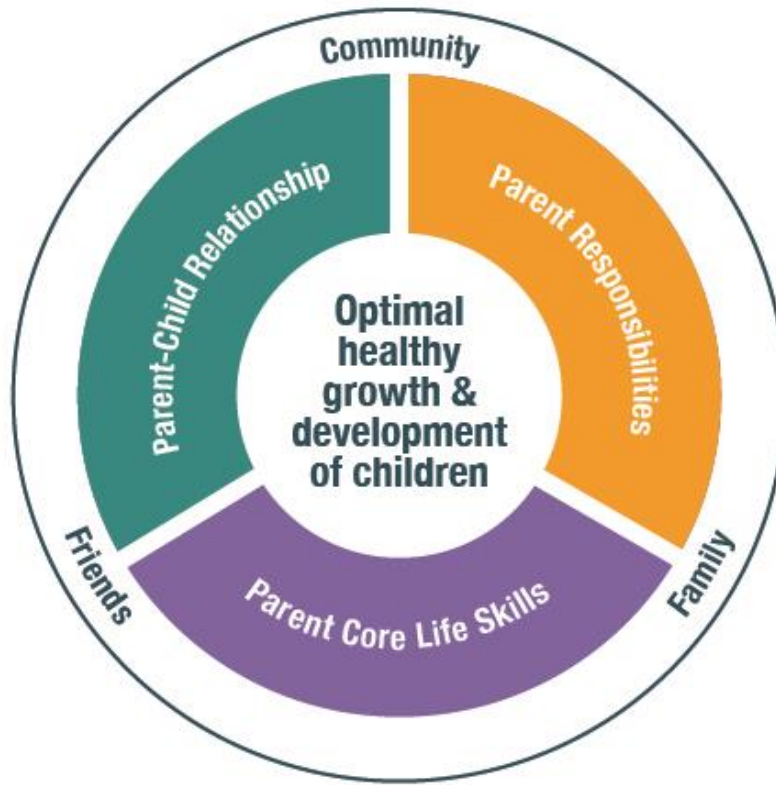 Community
Parent-Child Relationship
Parent Responsibilities
Optimal
healthy
growth &
development
of children
Friends
Parent Core Life Skills
Family